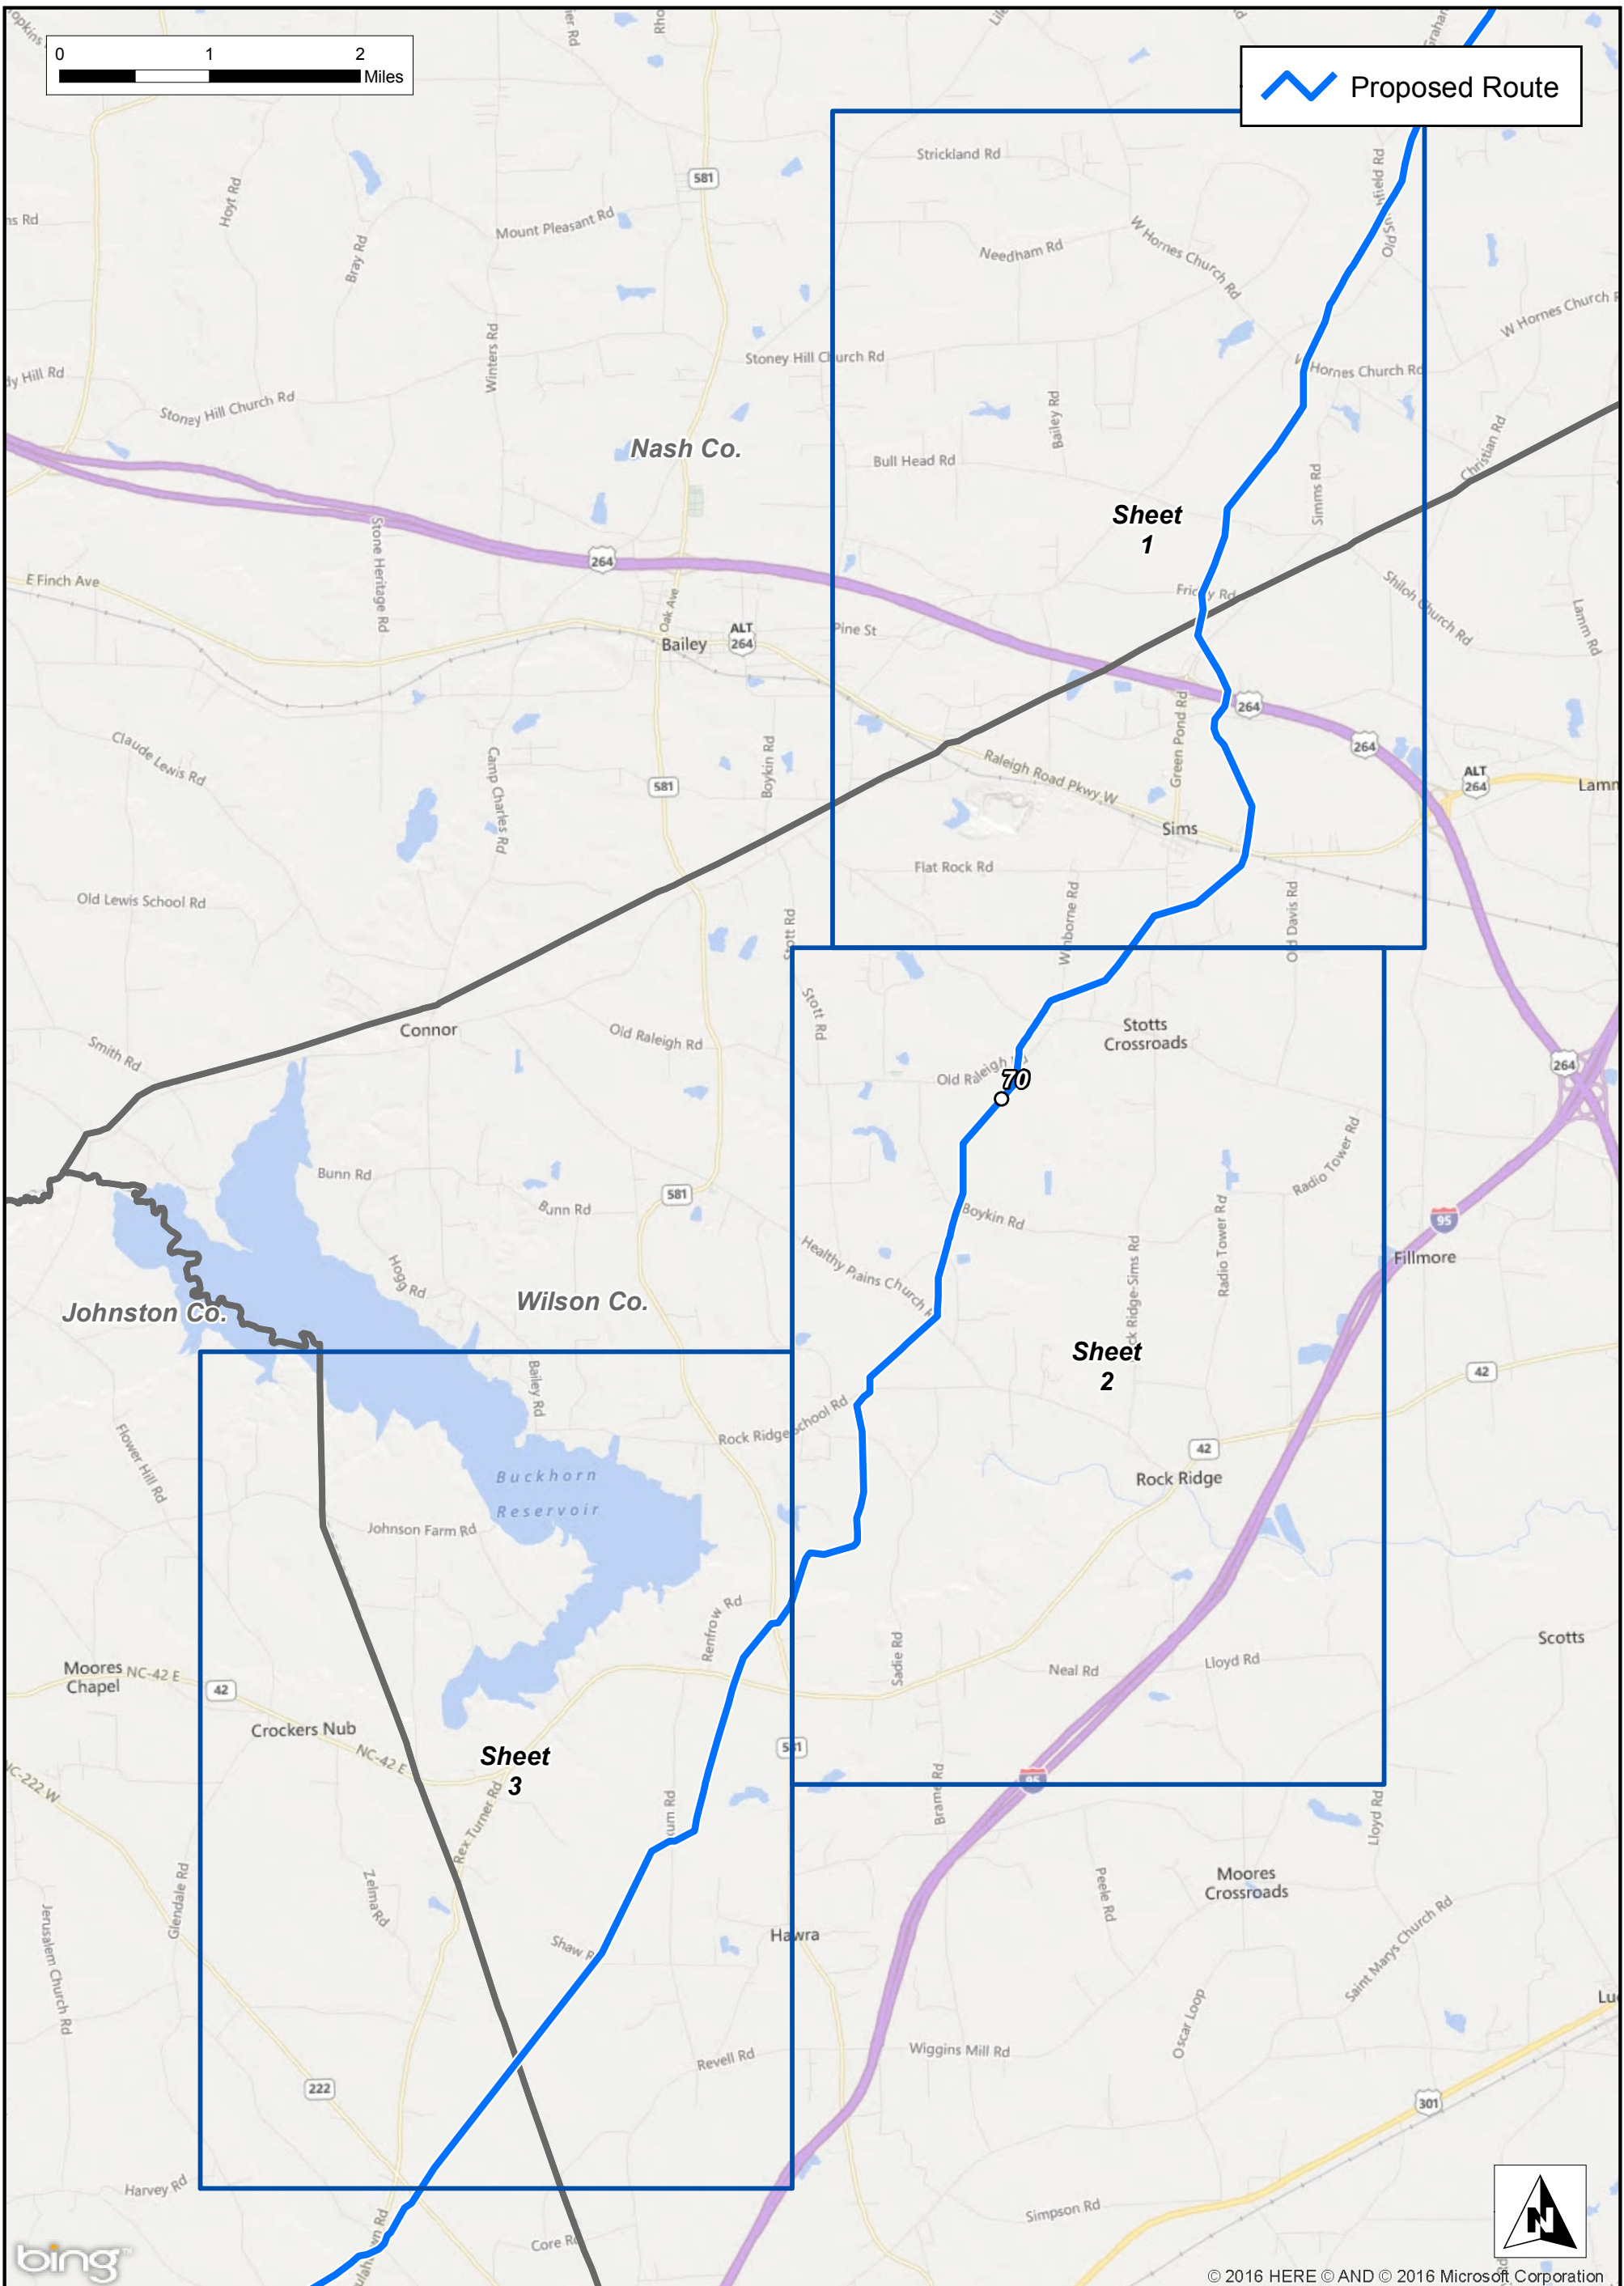 0 1 2
Miles
Proposed Route
Strickland Rd
581
Hoyt Rd
Mount Pleasant Rd
Bray Rd
Needham Rd
W Hornes Church Rd
Winters Rd
Stoney Hill Church Rd
W Hornes Church Rd
Stoney Hill Church Rd
Nash Co.
Bailey Rd
Bull Head Rd
Christian Rd
Simms Rd
Sheet
1
Stone Heritage Rd
264
E Finch Ave
Oak Ave
Shiloh Church Rd
Lamm Rd
ALT
264
Pine St
Bailey
Green Pond Rd
264
264
Claude Lewis Rd
Camp Charles Rd
Boykin Rd
581
Raleigh Road Pkwy W
ALT
264
Sims
Flat Rock Rd
Old Lewis School Rd
Old Davis Rd
Stott Rd
Connor
Old Raleigh Rd
Stotts
Crossroads
Smith Rd
264
Old Raleigh Rd
70
Bunn Rd
Radio Tower Rd
581
Bunn Rd
Boykin Rd
95
Radio Tower Rd
Healthy Plains Church
Fillmore
Hogg Rd
Wilson Co.
Johnston Co.
Sheet
2
42
Bailey Rd
Rock Ridge School Rd
Flower Hill Rd
42
Rock Ridge
Buckhorn
Reservoir
Johnson Farm Rd
Renfrow Rd
Sadie Rd
Scotts
Moores
Chapel
NC-42 E
Neal Rd
Lloyd Rd
42
Crockers Nub
NC-42 E
Sheet
3
581
95
Brame Rd
Rex Turner Rd
Lloyd Rd
Moores
Crossroads
Zelma Rd
Glendale Rd
Peele Rd
Jerusalem Church Rd
Shaw
Hawra
Saint Marys Church Rd
Oscar Loop
Revell Rd
Wiggins Mill Rd
222
301
Harvey Rd
Simpson Rd
Core Rd
N
bing
© 2016 HERE © AND © 2016 Microsoft Corporation